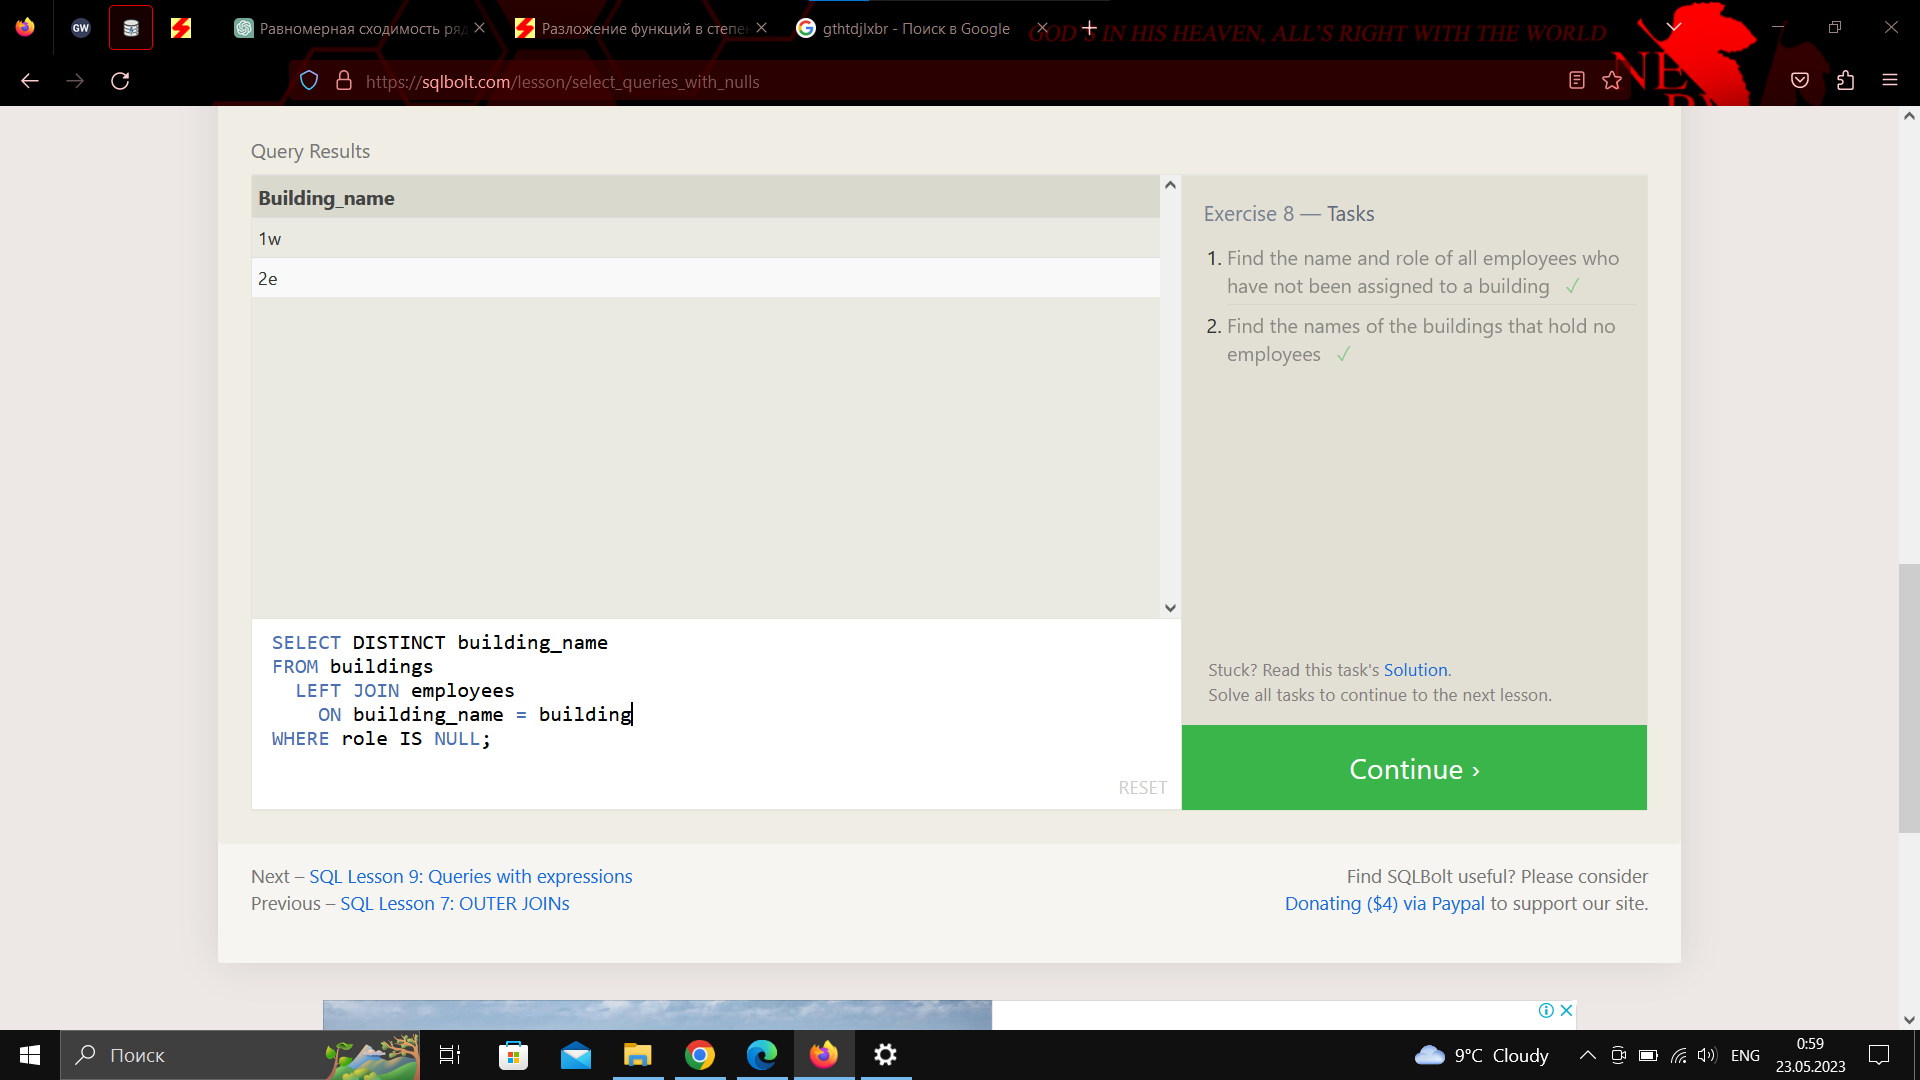 GW
Равномерная сходимость ряд
Разложение функций в степен
gthtdjlxbr - Поиск в Google
GOD'S IN HIS HEAVEN, ALL'S RIGHT WITH THE WORLD
https://sqlbolt.com/lesson/select_queries_with_nulls
NE
Query Results
Building_name
1w
2e
Exercise 8 — Tasks
1. Find the name and role of all employees who
have not been assigned to a building ✓
2. Find the names of the buildings that hold no
employees ✓
SELECT DISTINCT building_name
FROM buildings
LEFT JOIN employees
ON building_name = building
WHERE role IS NULL;
RESET
Stuck? Read this task's Solution.
Solve all tasks to continue to the next lesson.
Continue ›
Next – SQL Lesson 9: Queries with expressions
Previous – SQL Lesson 7: OUTER JOINs
Find SQLBolt useful? Please consider
Donating ($4) via Paypal to support our site.
Поиск
9°C Cloudy
ENG
0:59
23.05.2023